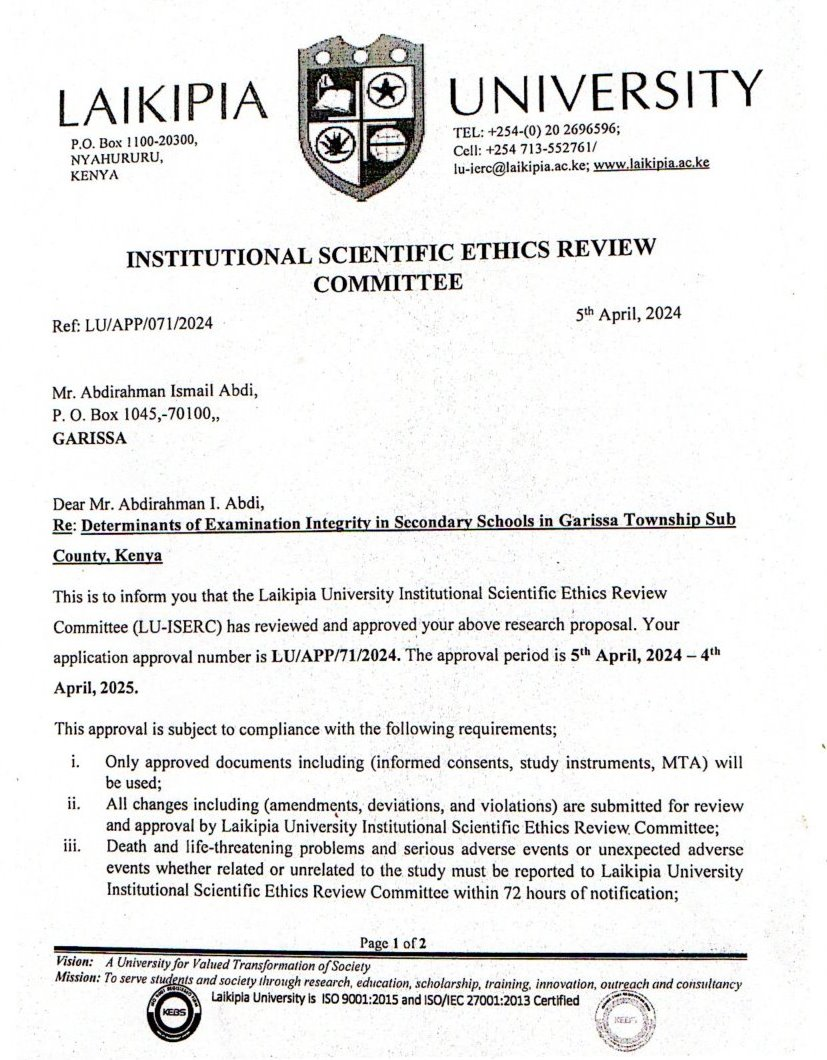 LAIKIPIA UNIVERSITY
P.O. Box 1100-20300,
NYAHURURU,
KENYA
TEL: +254-(0) 20 2696596;
Cell: +254 713-552761/
lu-ierc@laikipia.ac.ke; www.laikipia.ac.ke
INSTITUTIONAL SCIENTIFIC ETHICS REVIEW
COMMITTEE
5th April, 2024
Ref: LU/APP/071/2024
Mr. Abdirahman Ismail Abdi,
P. O. Box 1045,-70100,,
GARISSA
Dear Mr. Abdirahman I. Abdi,
Re: Determinants of Examination Integrity in Secondary Schools in Garissa Township Sub
County, Kenya
This is to inform you that the Laikipia University Institutional Scientific Ethics Review
Committee (LU-ISERC) has reviewed and approved your above research proposal. Your
application approval number is LU/APP/71/2024. The approval period is 5th April, 2024 – 4th
April, 2025.
This approval is subject to compliance with the following requirements;
i. Only approved documents including (informed consents, study instruments, MTA) will
be used;
ii. All changes including (amendments, deviations, and violations) are submitted for review
and approval by Laikipia University Institutional Scientific Ethics Review Committee;
iii. Death and life-threatening problems and serious adverse events or unexpected adverse
events whether related or unrelated to the study must be reported to Laikipia University
Institutional Scientific Ethics Review Committee within 72 hours of notification;
Page 1 of 2
Vision: A University for Valued Transformation of Society
Mission: To serve students and society through research, education, scholarship, training, innovation, outreach and consultancy
Laikipia University is ISO 9001:2015 and ISO/IEC 27001:2013 Certified
KEBS
KEBS